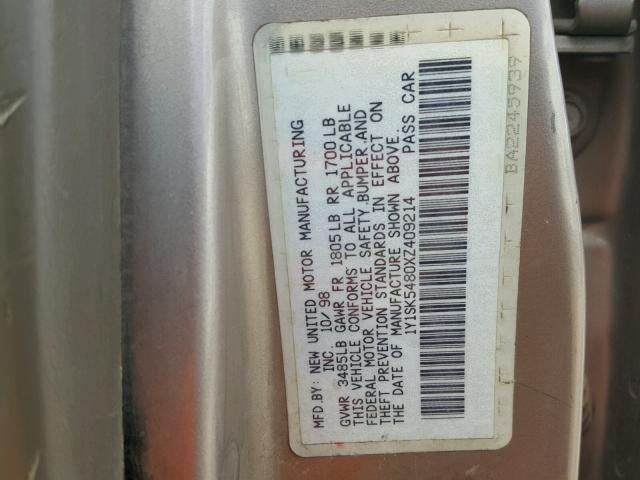 MFD.BY: NEW UNITED MOTOR MANUFACTURING
INC. 10/98
GVWR 3485LB GAWR FR 1805LB RR 1700LB
THIS VEHICLE CONFORMS TO ALL APPLICABLE
FEDERAL MOTOR VEHICLE SAFETY,BUMPER,AND
THEFT PREVENTION STANDARDS IN EFFECT ON
THE DATE OF MANUFACTURE SHOWN ABOVE.
1Y1SK5480XZ409214 PASS CAR
BA2245939